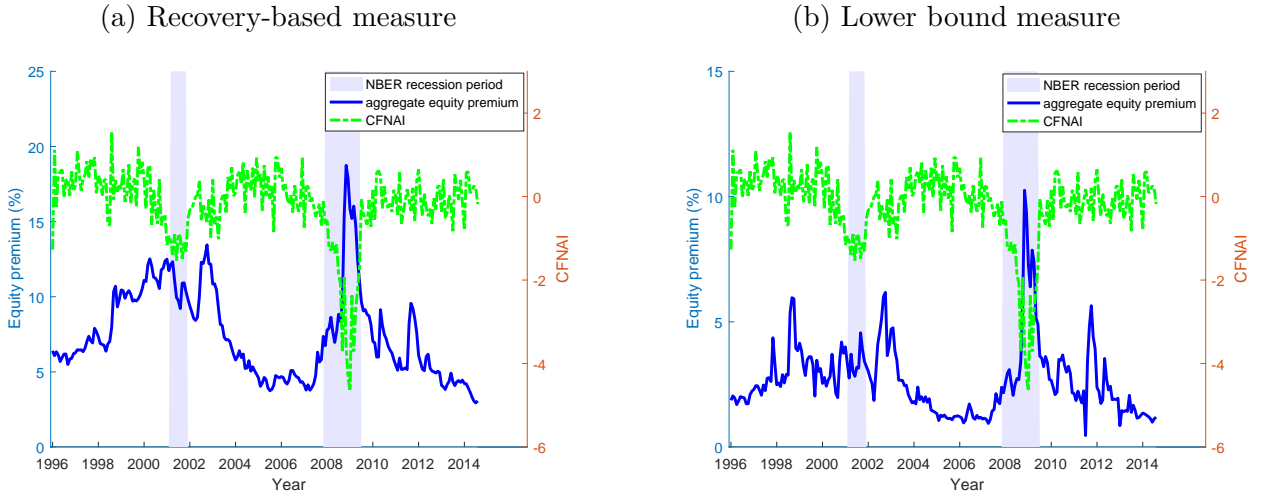 (a) Recovery-based measure
25
20
15
10
5
0
Equity premium (%)
NBER recession period
aggregate equity premium
CFNAI
2
0
-2
-4
-6
CFNAI
1996 1998 2000 2002 2004 2006 2008 2010 2012 2014
Year
(b) Lower bound measure
15
10
5
0
Equity premium (%)
NBER recession period
aggregate equity premium
CFNAI
2
0
-2
-4
-6
CFNAI
1996 1998 2000 2002 2004 2006 2008 2010 2012 2014
Year